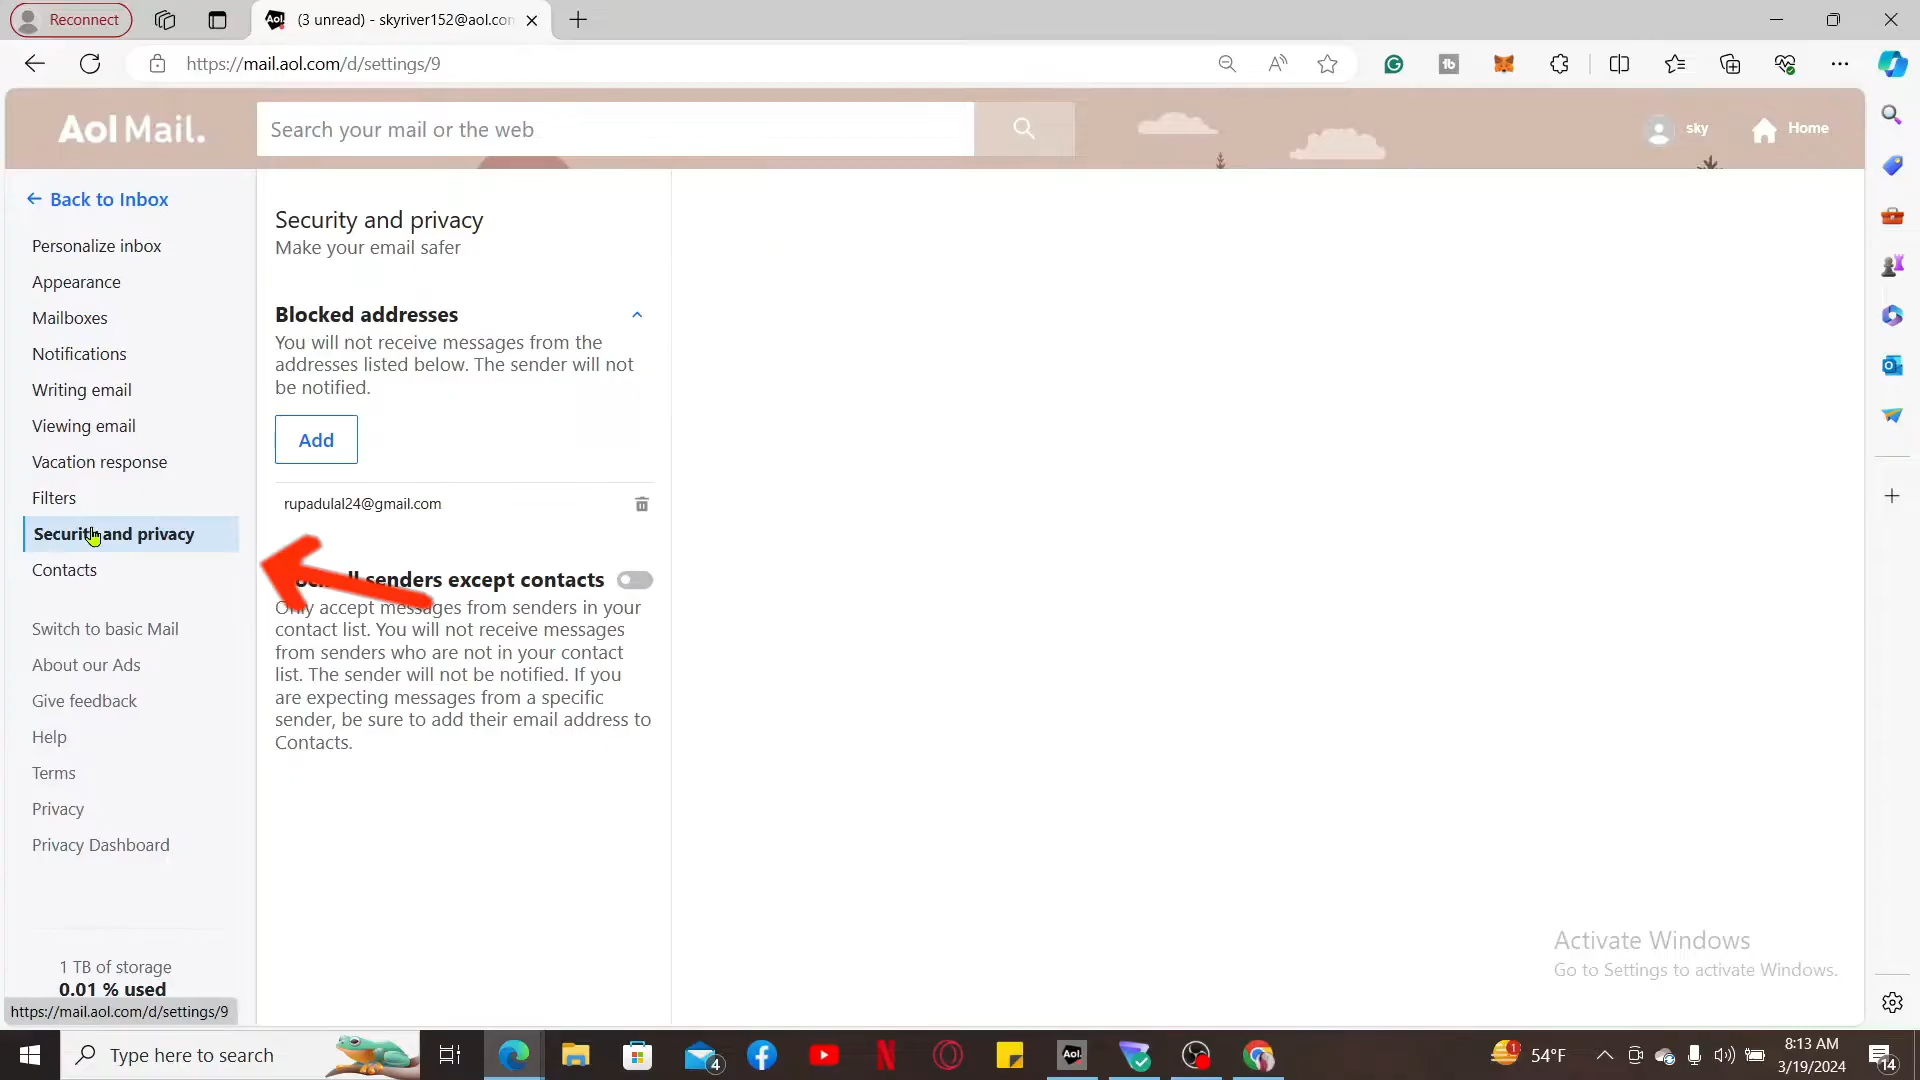 Reconnect
(3 unread) - skyriver152@aol.com
https://mail.aol.com/d/settings/9
Aol Mail.
Search your mail or the web
sky
Home
Back to Inbox
Personalize inbox
Appearance
Mailboxes
Notifications
Writing email
Viewing email
Vacation response
Filters
Security and privacy
Contacts
Switch to basic Mail
About our Ads
Give feedback
Help
Terms
Privacy
Privacy Dashboard
1 TB of storage
0.01 % used
https://mail.aol.com/d/settings/9
Security and privacy
Make your email safer
Blocked addresses
You will not receive messages from the
addresses listed below. The sender will not
be notified.
Add
rupadulal24@gmail.com
senders except contacts
Only accept messages from senders in your
contact list. You will not receive messages
from senders who are not in your contact
list. The sender will not be notified. If you
are expecting messages from a specific
sender, be sure to add their email address to
Contacts.
Activate Windows
Go to Settings to activate Windows.
Type here to search
4
Aol.
1
54°F
8:13 AM
3/19/2024
14